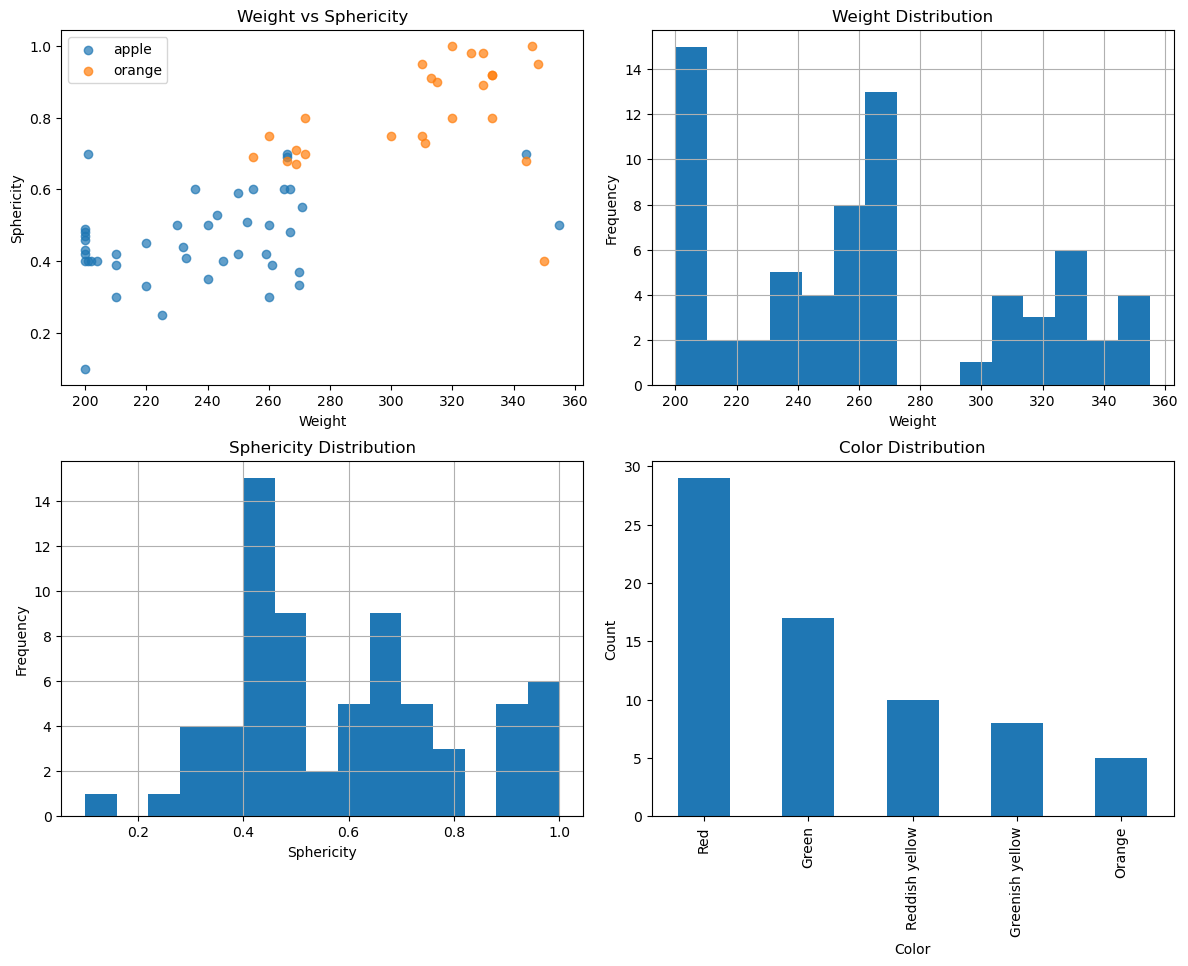 Weight vs Sphericity
apple
orange
1.0
0.8
0.6
0.4
0.2
Sphericity
200 220 240 260 280 300 320 340 360
Weight
Weight Distribution
14
12
10
8
6
4
2
0
Frequency
200 220 240 260 280 300 320 340 360
Weight
Sphericity Distribution
14
12
10
8
6
4
2
0
Frequency
0.2 0.4 0.6 0.8 1.0
Sphericity
Color Distribution
30
25
20
15
10
5
0
Count
Red
Green
Reddish yellow
Greenish yellow
Orange
Color